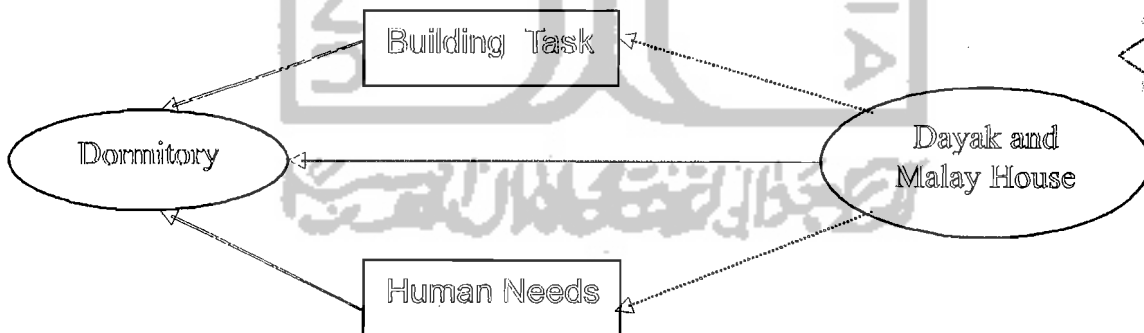 Building Task
Dormitory
Dayak and
Malay House
Human Needs